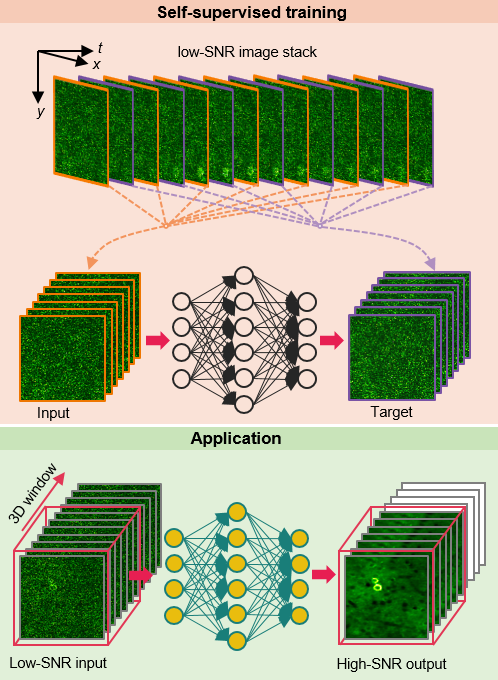 Self-supervised training
low-SNR image stack
t
x
y
Input
Target
Application
3D window
Low-SNR input
High-SNR output